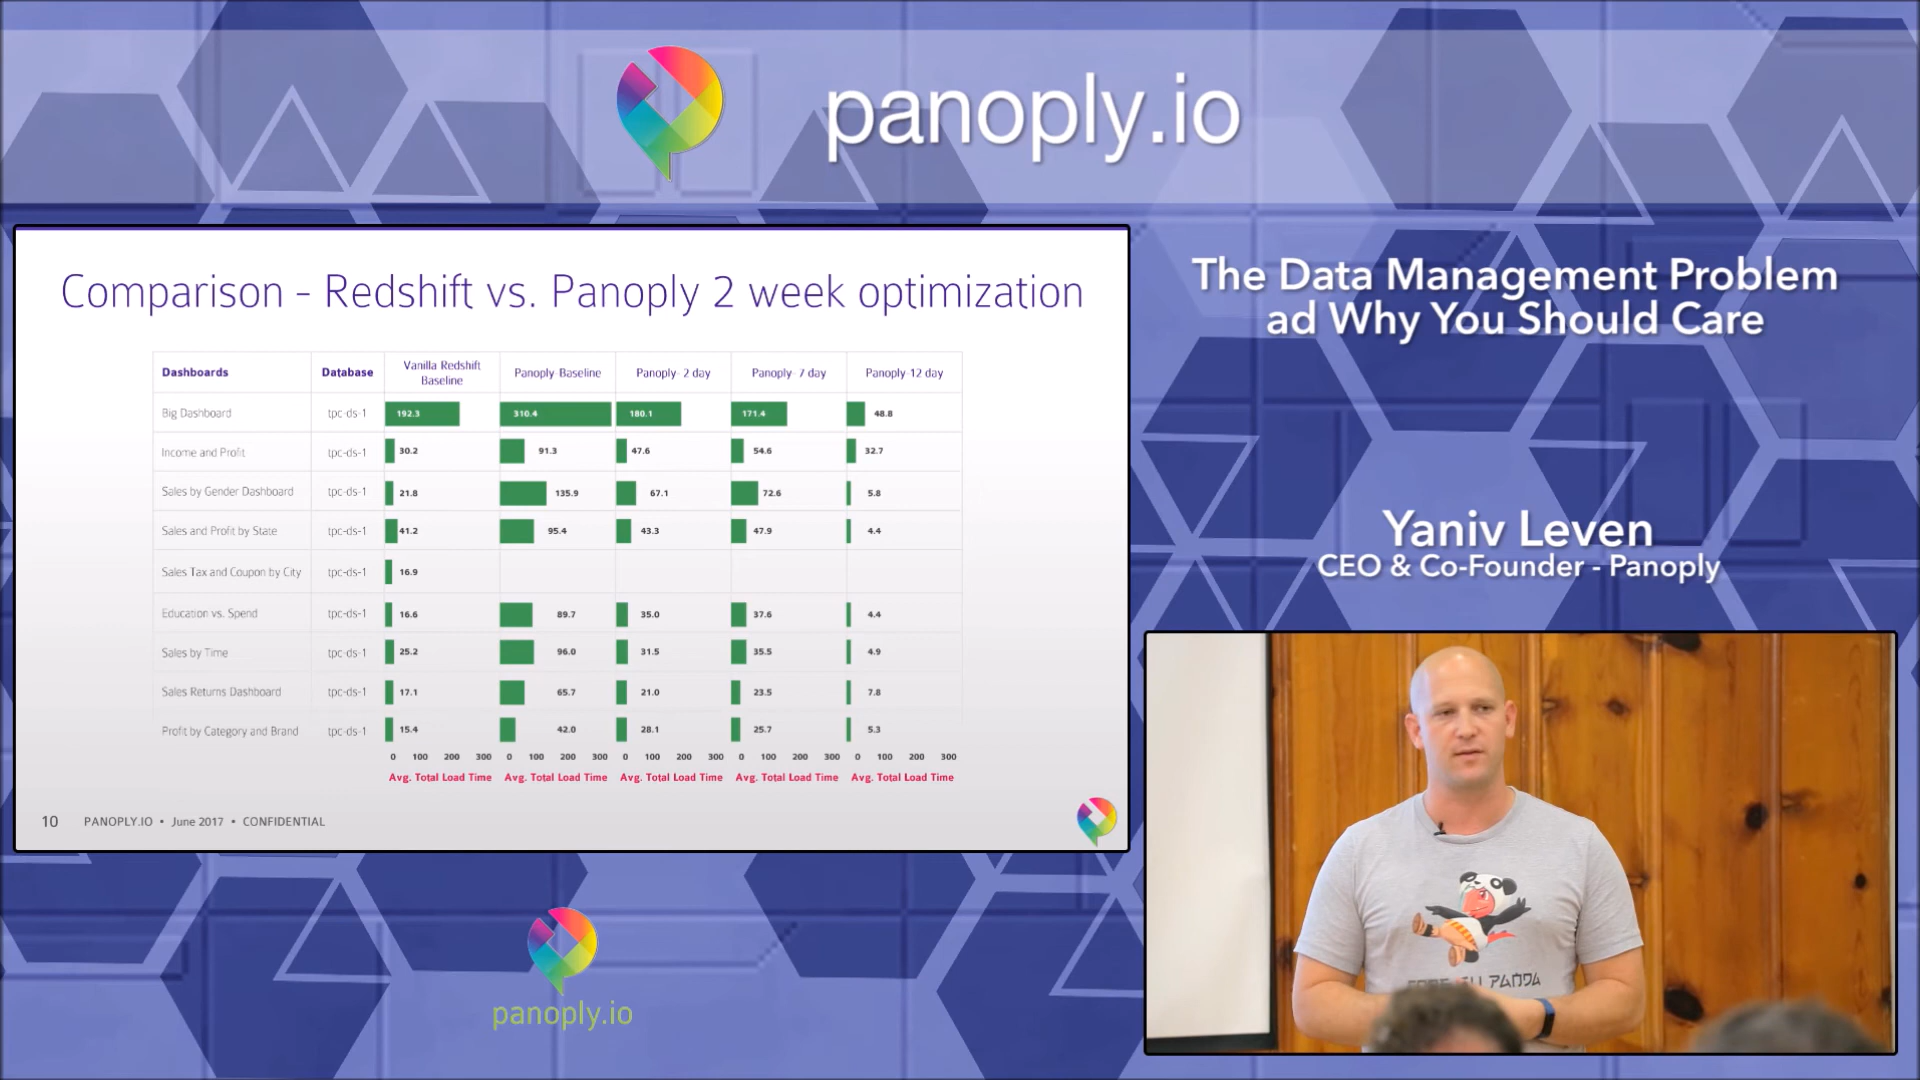 panoply.io
Comparison - Redshift vs. Panoply 2 week optimization
Dashboards Database Vanilla Redshift Baseline Panoply-Baseline Panoply- 2 day Panoply- 7 day Panoply-12 day
Big Dashboard tpc-ds-1 192.3 310.4 180.1 171.4 48.8
Income and Profit tpc-ds-1 30.2 91.3 47.6 54.6 32.7
Sales by Gender Dashboard tpc-ds-1 21.8 135.9 67.1 72.6 5.8
Sales and Profit by State tpc-ds-1 41.2 95.4 43.3 47.9 4.4
Sales Tax and Coupon by City tpc-ds-1 16.9
Education vs. Spend tpc-ds-1 16.6 89.7 35.0 37.6 4.4
Sales by Time tpc-ds-1 25.2 96.0 31.5 35.5 4.9
Sales Returns Dashboard tpc-ds-1 17.1 65.7 21.0 23.5 7.8
Profit by Category and Brand tpc-ds-1 15.4 42.0 28.1 25.7 5.3
0 100 200 300 0 100 200 300 0 100 200 300 0 100 200 300 0 100 200 300
Avg. Total Load Time Avg. Total Load Time Avg. Total Load Time Avg. Total Load Time Avg. Total Load Time
10 PANOPLY.IO • June 2017 • CONFIDENTIAL
The Data Management Problem
ad Why You Should Care
Yaniv Leven
CEO & Co-Founder - Panoply
PANDA
panoply.io